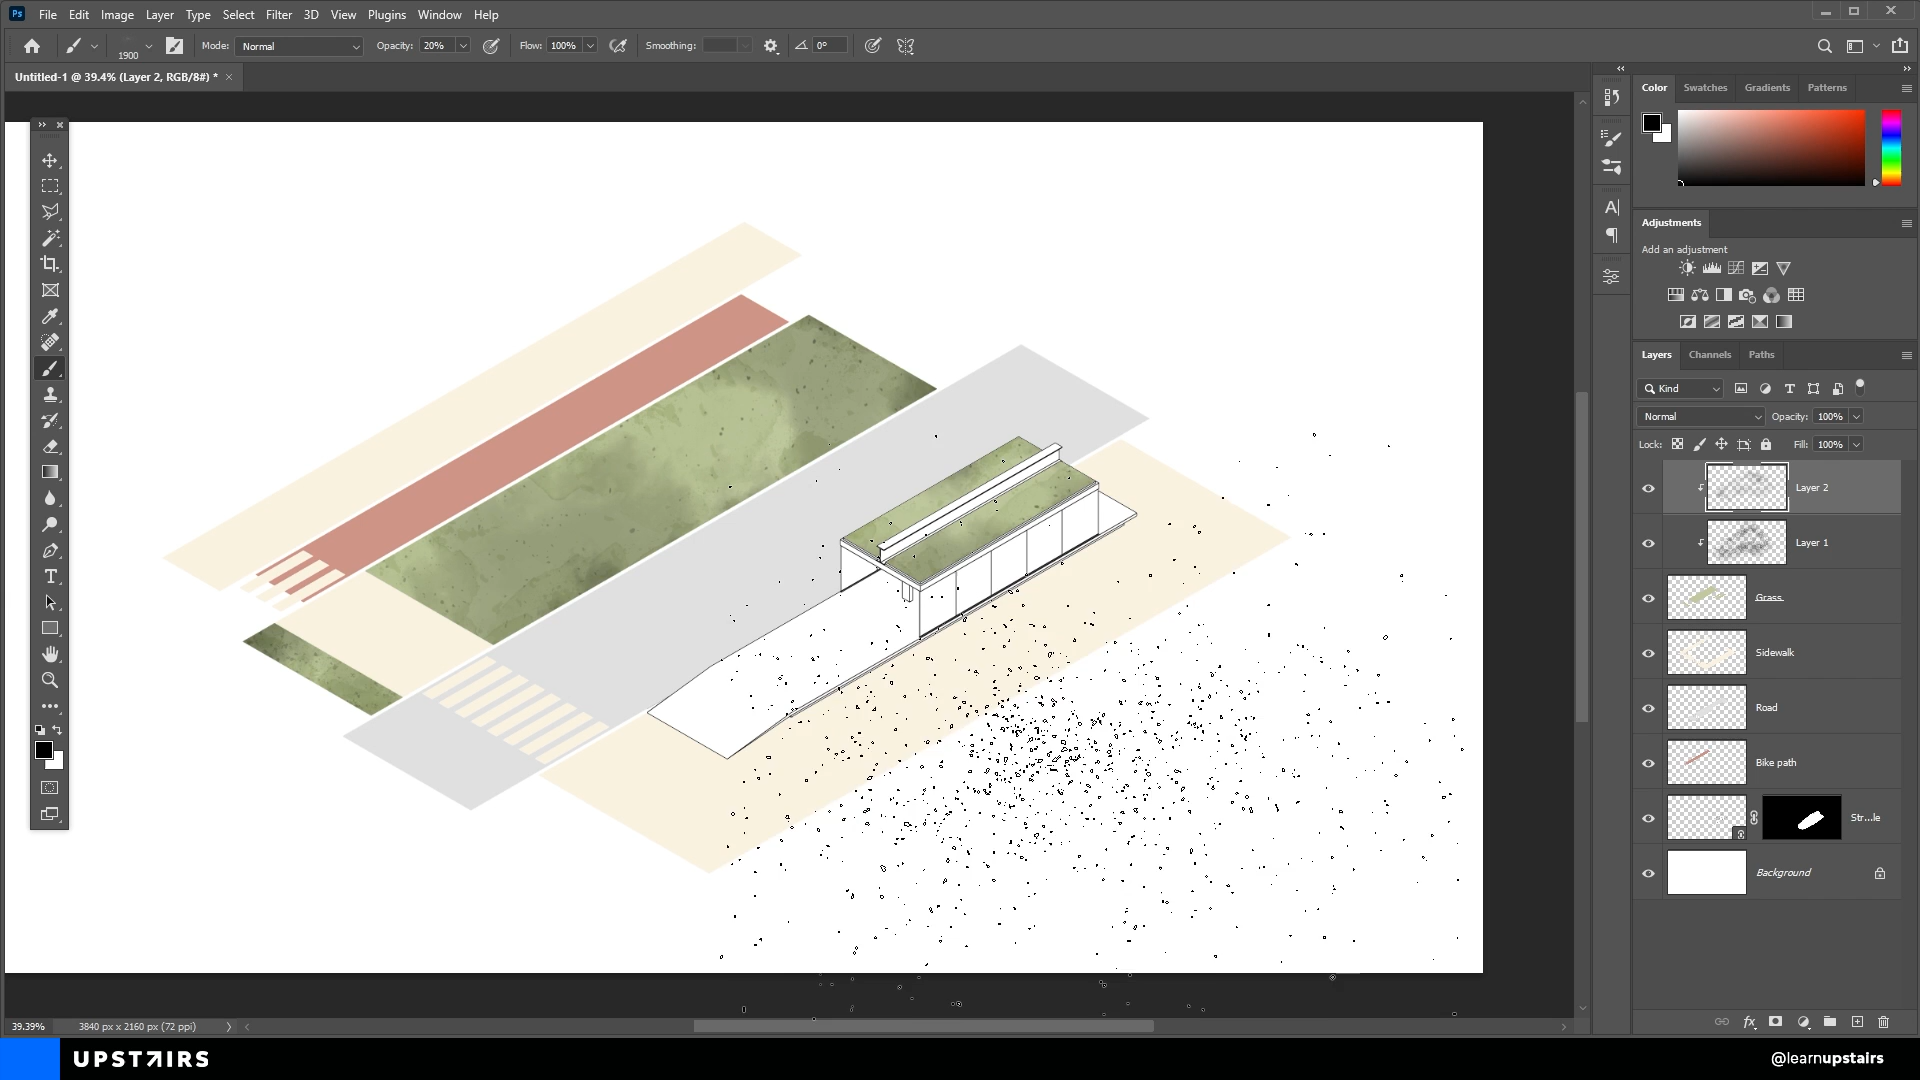 Ps File Edit Image Layer Type Select Filter 3D View Plugins Window Help
1900 Mode: Normal Opacity: 20% Flow: 100% Smoothing: 0°
Untitled-1 @ 39.4% (Layer 2, RGB/8#) *
Color Swatches Gradients Patterns
Adjustments
Add an adjustment
Layers Channels Paths
Kind
Normal Opacity: 100%
Lock: Fill: 100%
Layer 2
Layer 1
Grass
Sidewalk
Road
Bike path
Str...le
Background
39.39% 3840 px x 2160 px (72 ppi)
UPSTAIRS
@learnupstairs